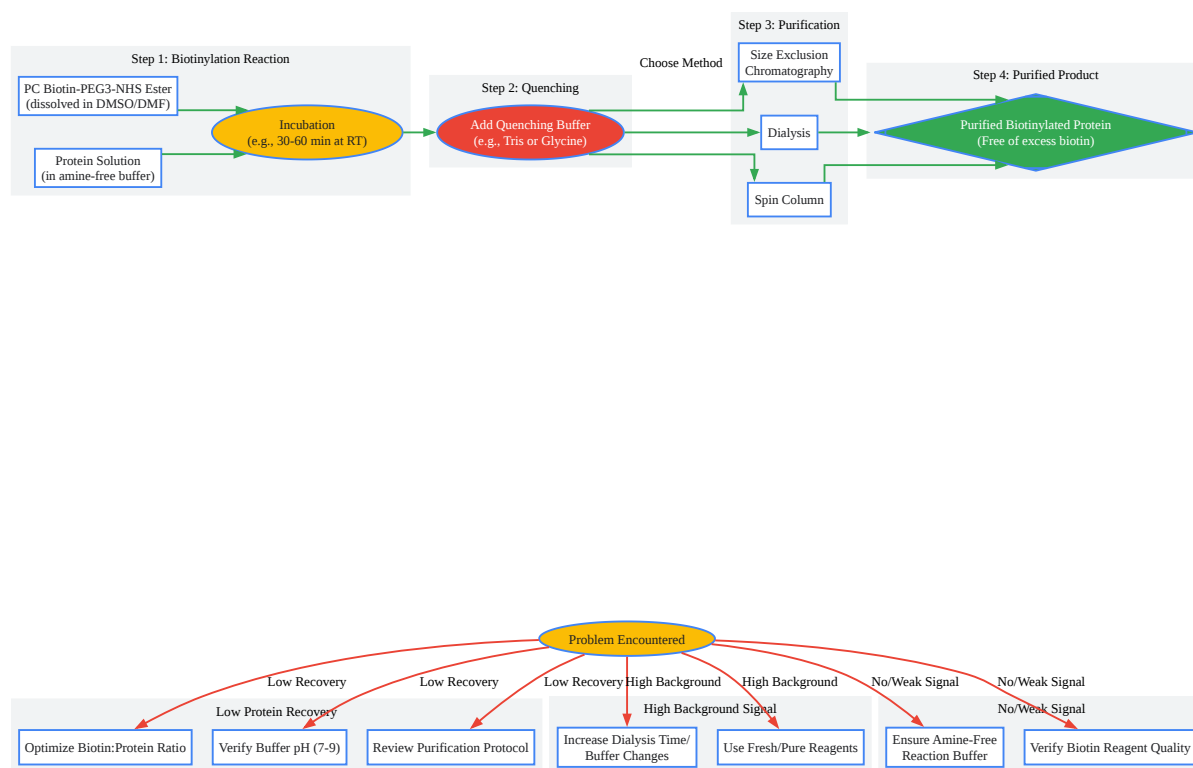 Step 1: Biotinylation Reaction
PC Biotin-PEG3-NHS Ester
(dissolved in DMSO/DMF)
Protein Solution
(in amine-free buffer)
Incubation
(e.g., 30-60 min at RT)
Step 2: Quenching
Add Quenching Buffer
(e.g., Tris or Glycine)
Choose Method
Step 3: Purification
Size Exclusion
Chromatography
Dialysis
Spin Column
Step 4: Purified Product
Purified Biotinylated Protein
(Free of excess biotin)
Problem Encountered
Low Recovery
Low Recovery
Low Recovery
High Background
High Background
No/Weak Signal
No/Weak Signal
Low Protein Recovery
High Background Signal
No/Weak Signal
Optimize Biotin:Protein Ratio
Verify Buffer pH (7-9)
Review Purification Protocol
Increase Dialysis Time/
Buffer Changes
Use Fresh/Pure Reagents
Ensure Amine-Free
Reaction Buffer
Verify Biotin Reagent Quality